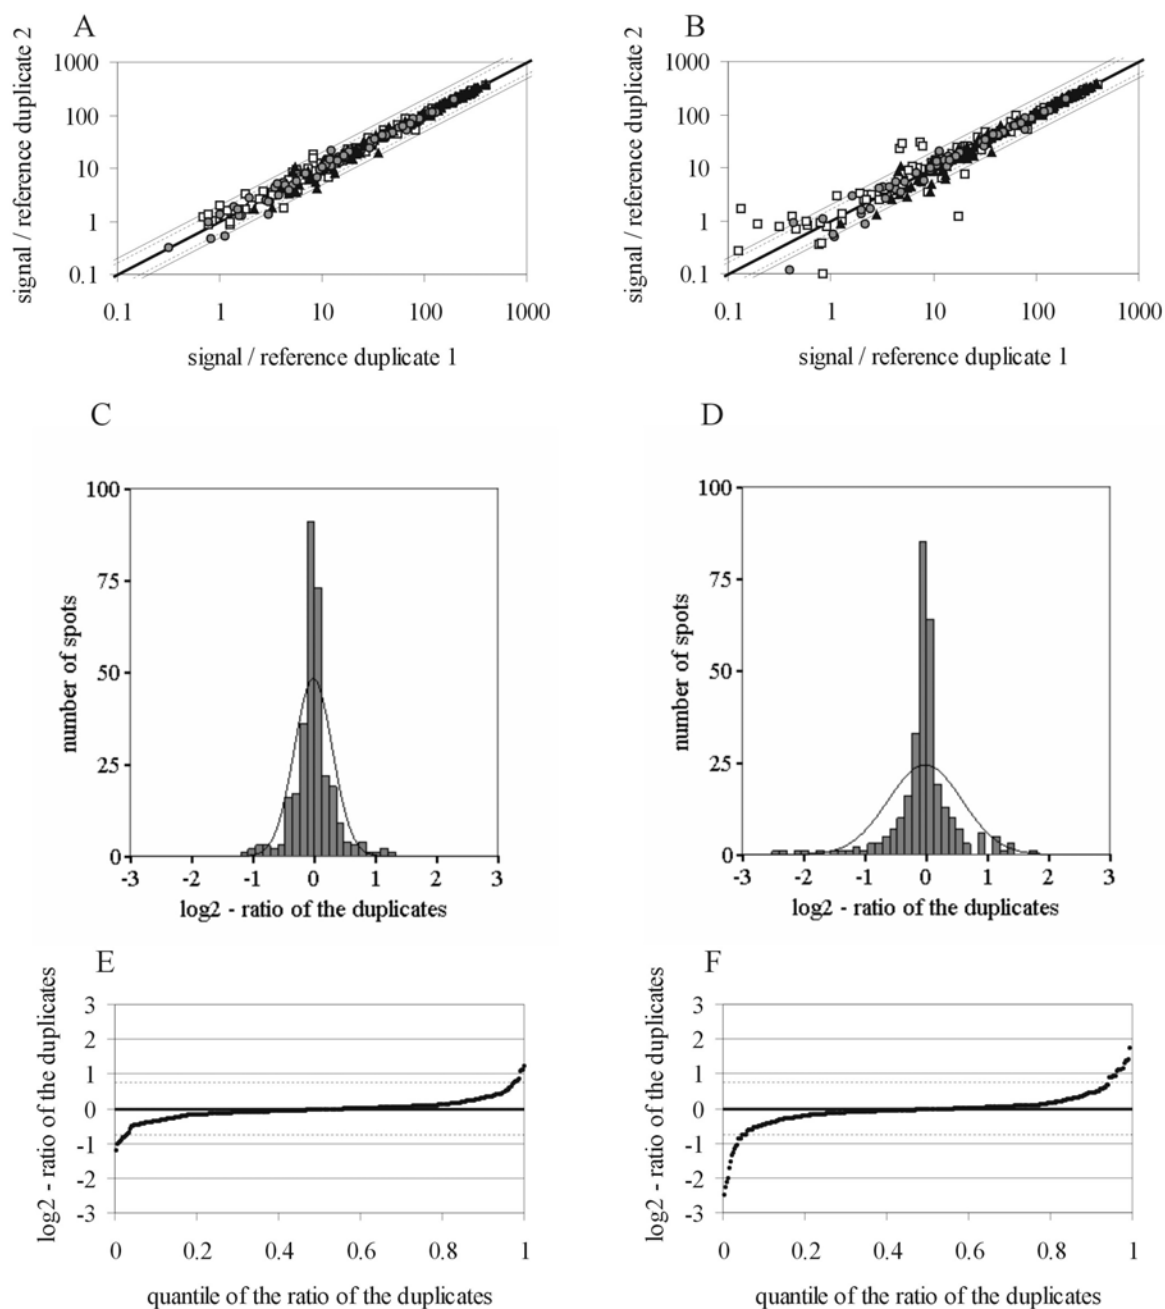 A
signal / reference duplicate 2
1000
100
10
1
0.1
0.1 1 10 100 1000
signal / reference duplicate 1
B
signal / reference duplicate 2
1000
100
10
1
0.1
0.1 1 10 100 1000
signal / reference duplicate 1
C
number of spots
100
75
50
25
0
-3 -2 -1 0 1 2 3
log2 - ratio of the duplicates
D
number of spots
100
75
50
25
0
-3 -2 -1 0 1 2 3
log2 - ratio of the duplicates
E
log2 - ratio of the duplicates
3
2
1
0
-1
-2
-3
0 0.2 0.4 0.6 0.8 1
quantile of the ratio of the duplicates
F
log2 - ratio of the duplicates
3
2
1
0
-1
-2
-3
0 0.2 0.4 0.6 0.8 1
quantile of the ratio of the duplicates